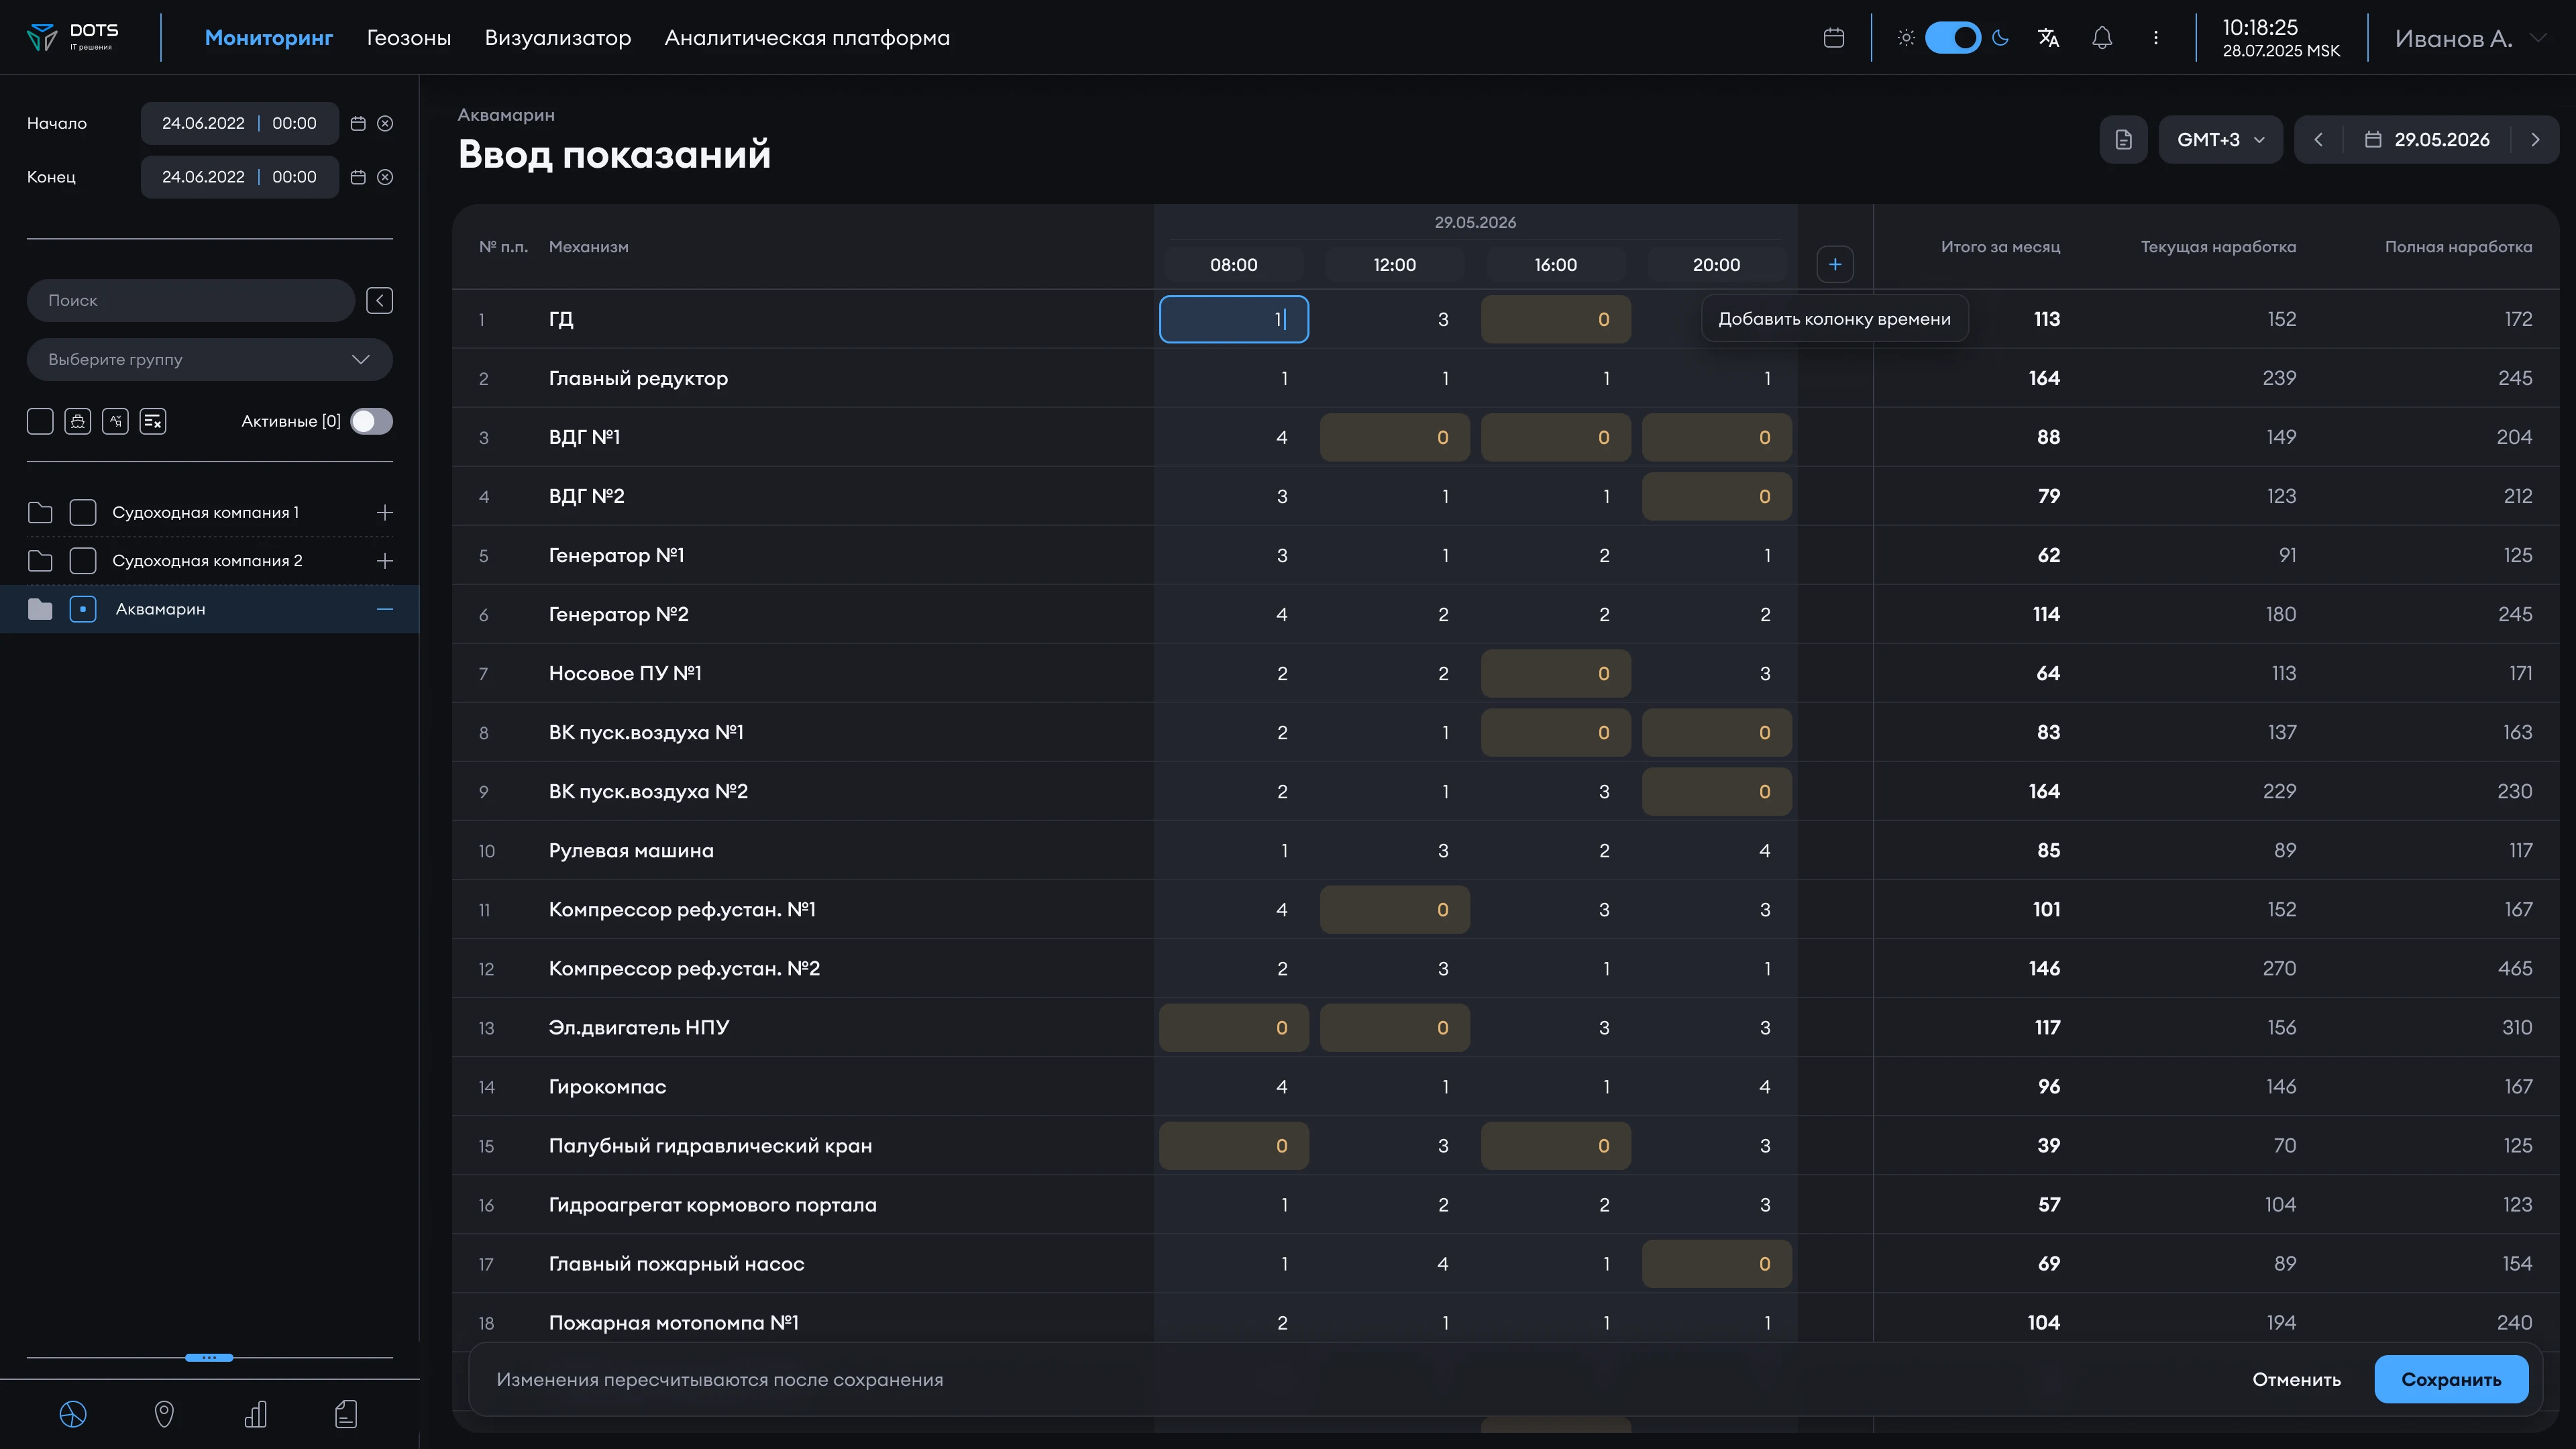 DOTS
IT решения
Мониторинг
Геозоны
Визуализатор
Аналитическая платформа
10:18:25
28.07.2025 MSK
Иванов А.
Начало
24.06.2022 | 00:00
Конец
24.06.2022 | 00:00
Поиск
Выберите группу
Активные [0]
Судоходная компания 1
Судоходная компания 2
Аквамарин
Аквамарин
Ввод показаний
GMT+3
29.05.2026
№ п.п. Механизм 29.05.2026 Итого за месяц Текущая наработка Полная наработка
08:00 12:00 16:00 20:00 +
Добавить колонку времени
1 ГД 1 3 0 113 152 172
2 Главный редуктор 1 1 1 1 164 239 245
3 ВДГ №1 4 0 0 0 88 149 204
4 ВДГ №2 3 1 1 0 79 123 212
5 Генератор №1 3 1 2 1 62 91 125
6 Генератор №2 4 2 2 2 114 180 245
7 Носовое ПУ №1 2 2 0 3 64 113 171
8 ВК пуск.воздуха №1 2 1 0 0 83 137 163
9 ВК пуск.воздуха №2 2 1 3 0 164 229 230
10 Рулевая машина 1 3 2 4 85 89 117
11 Компрессор реф.устан. №1 4 0 3 3 101 152 167
12 Компрессор реф.устан. №2 2 3 1 1 146 270 465
13 Эл.двигатель НПУ 0 0 3 3 117 156 310
14 Гирокомпас 4 1 1 4 96 146 167
15 Палубный гидравлический кран 0 3 0 3 39 70 125
16 Гидроагрегат кормового портала 1 2 2 3 57 104 123
17 Главный пожарный насос 1 4 1 0 69 89 154
18 Пожарная мотопомпа №1 2 1 1 1 104 194 240
Изменения пересчитываются после сохранения
Отменить
Сохранить